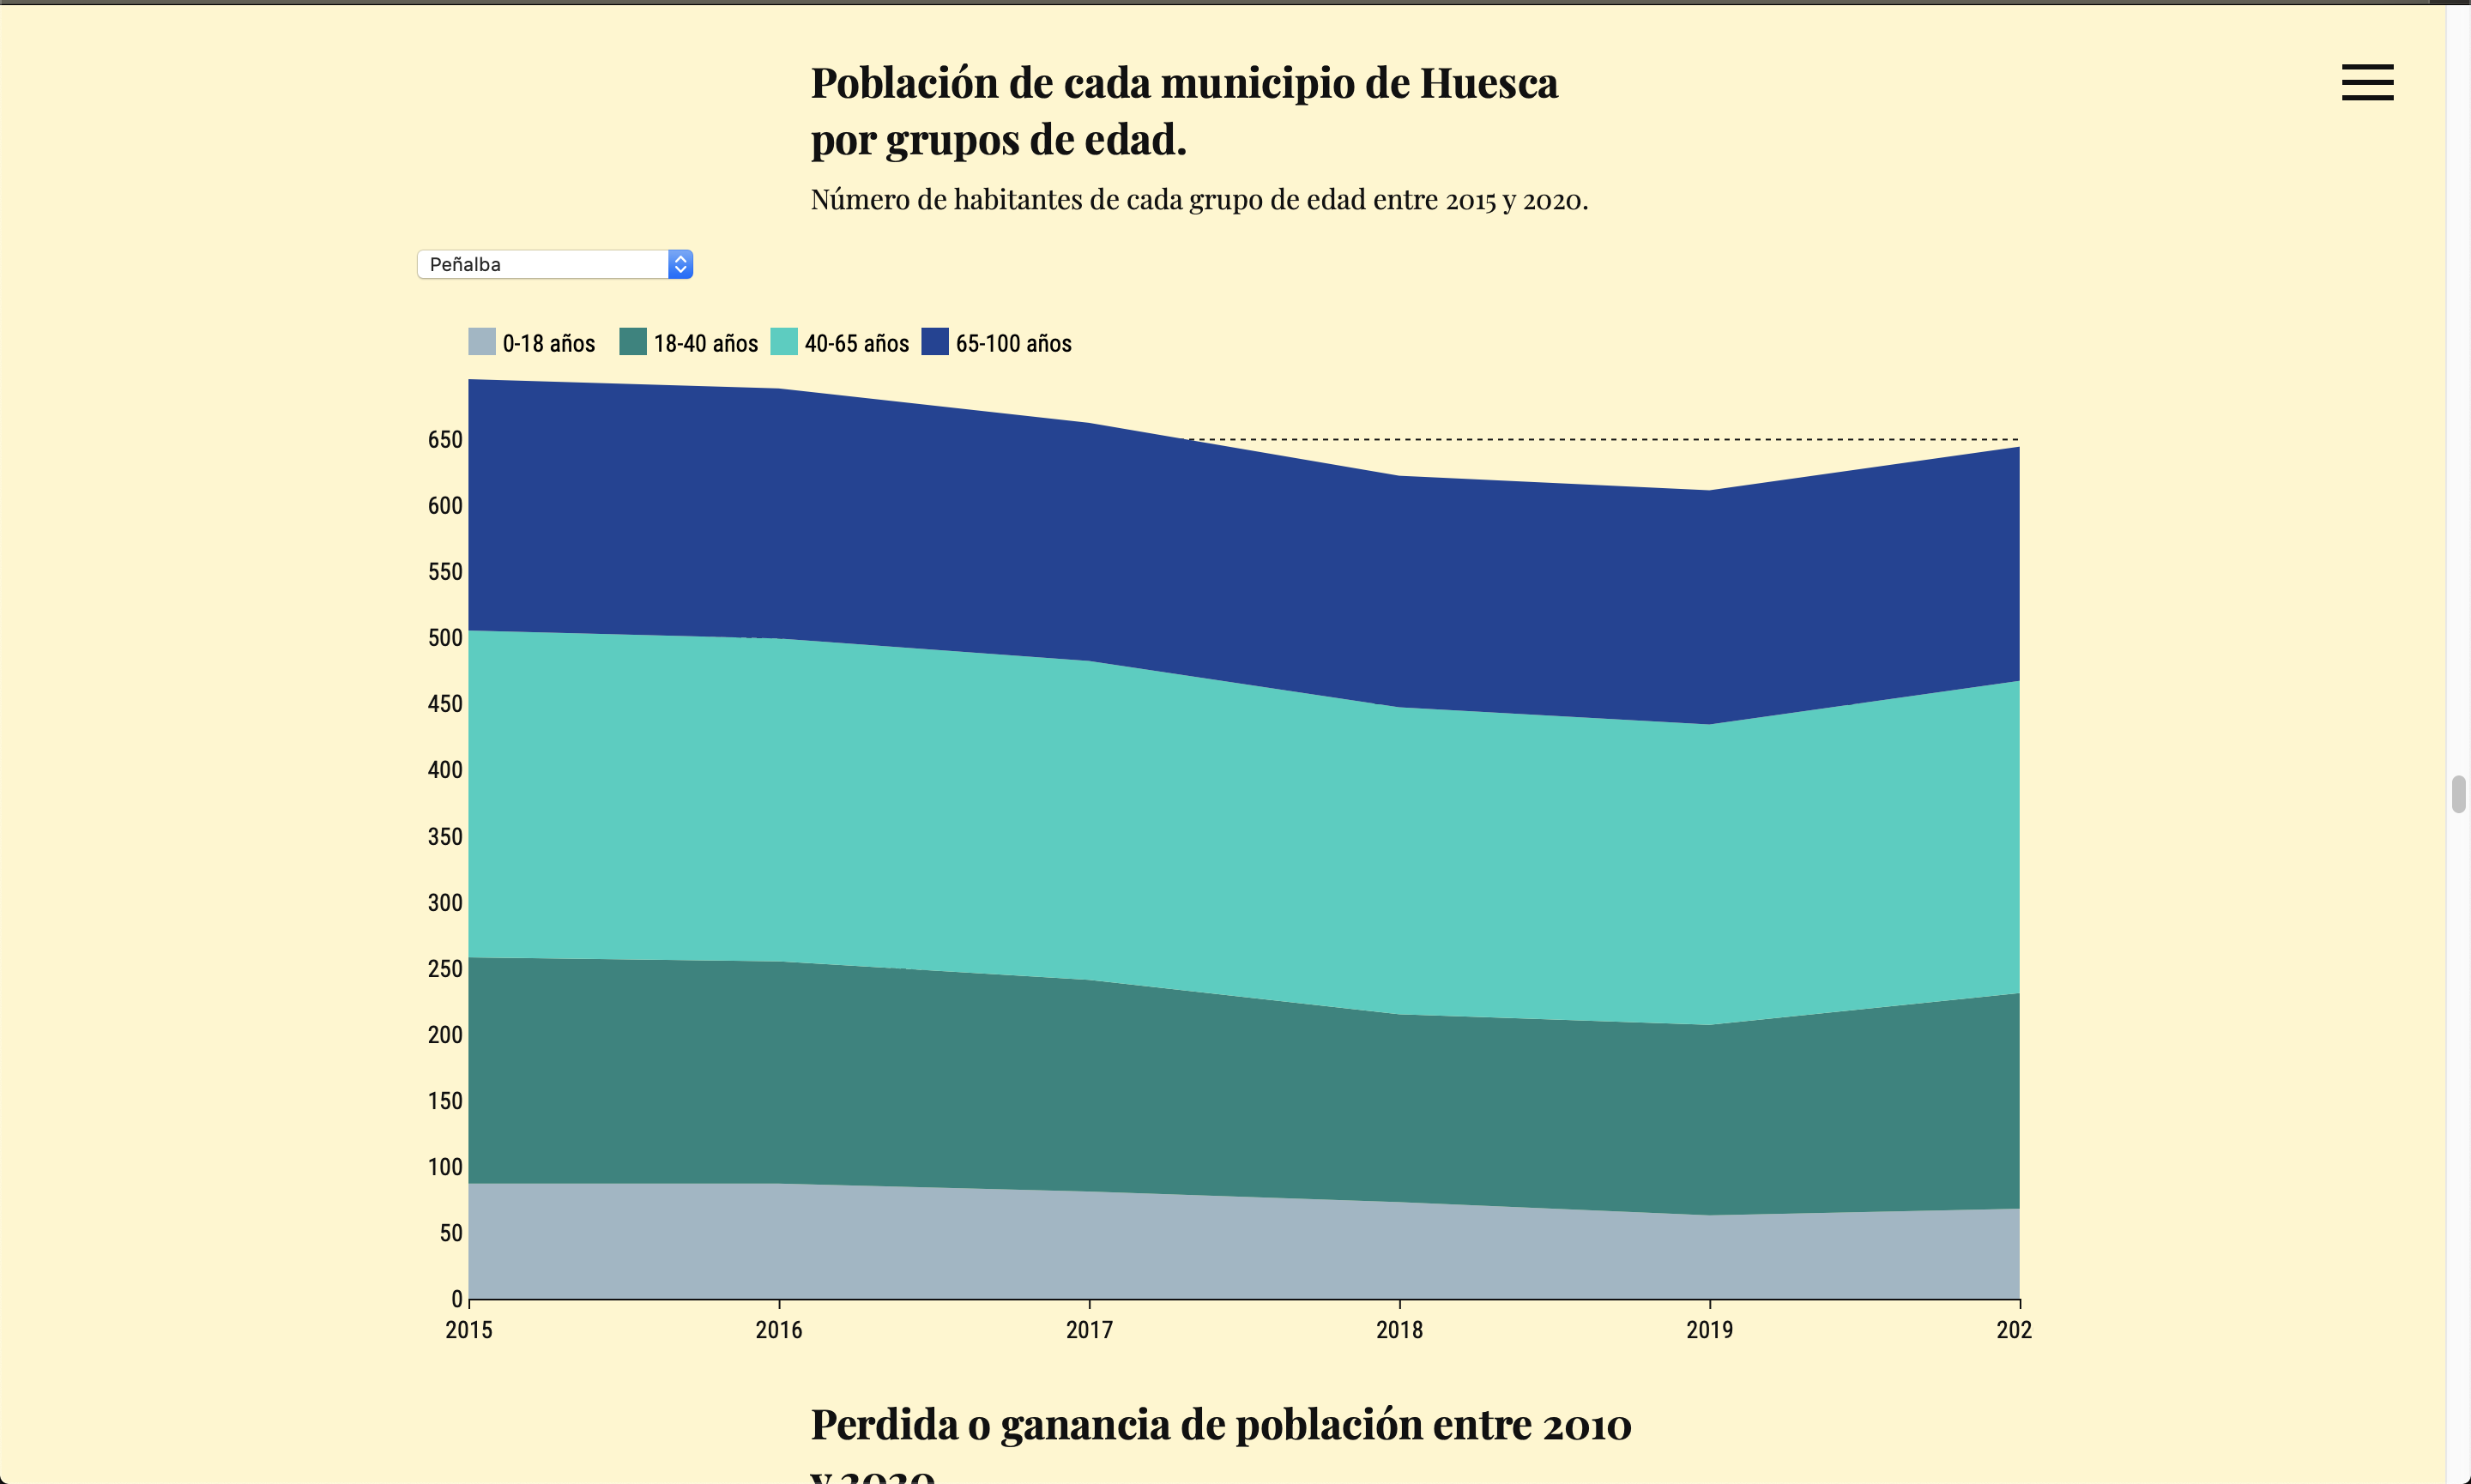 Población de cada municipio de Huesca
por grupos de edad.
Número de habitantes de cada grupo de edad entre 2015 y 2020.
Peñalba
0-18 años 18-40 años 40-65 años 65-100 años
650
600
550
500
450
400
350
300
250
200
150
100
50
0
2015 2016 2017 2018 2019 202
Perdida o ganancia de población entre 2010
y 2020